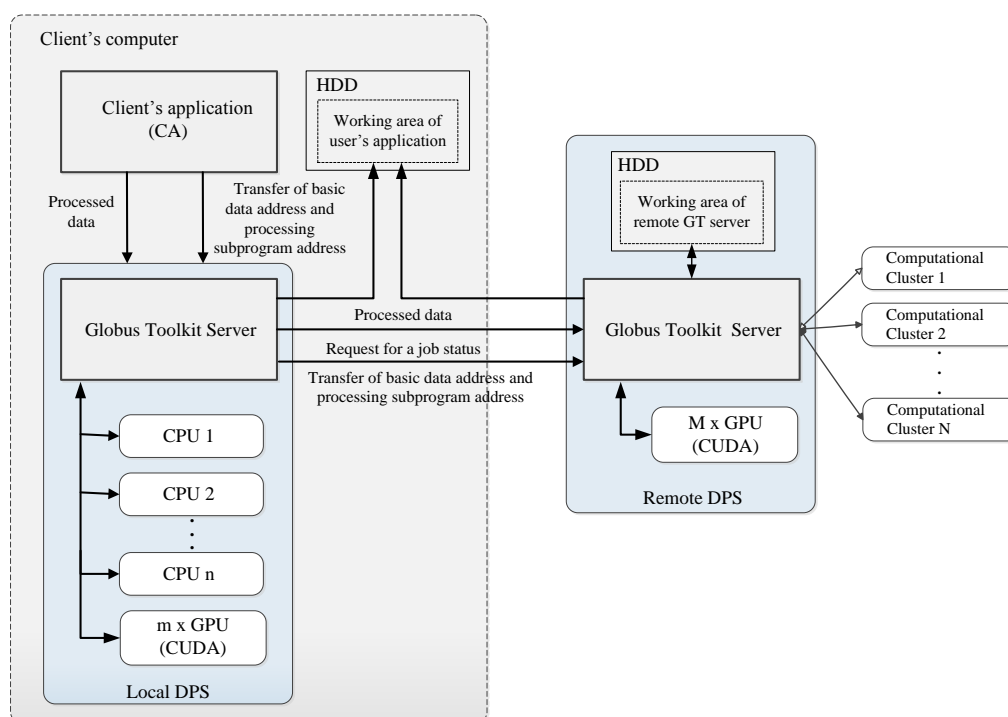 Client's computer
Client's application
(CA)
HDD
Working area of
user's application
Processed
data
Transfer of basic
data address and
processing
subprogram address
HDD
Working area of
remote GT server
Globus Toolkit Server
Processed data
Request for a job status
Transfer of basic data address and
processing subprogram address
Globus Toolkit Server
Computational
Cluster 1
Computational
Cluster 2
Computational
Cluster N
CPU 1
CPU 2
CPU n
m x GPU
(CUDA)
Local DPS
M x GPU
(CUDA)
Remote DPS